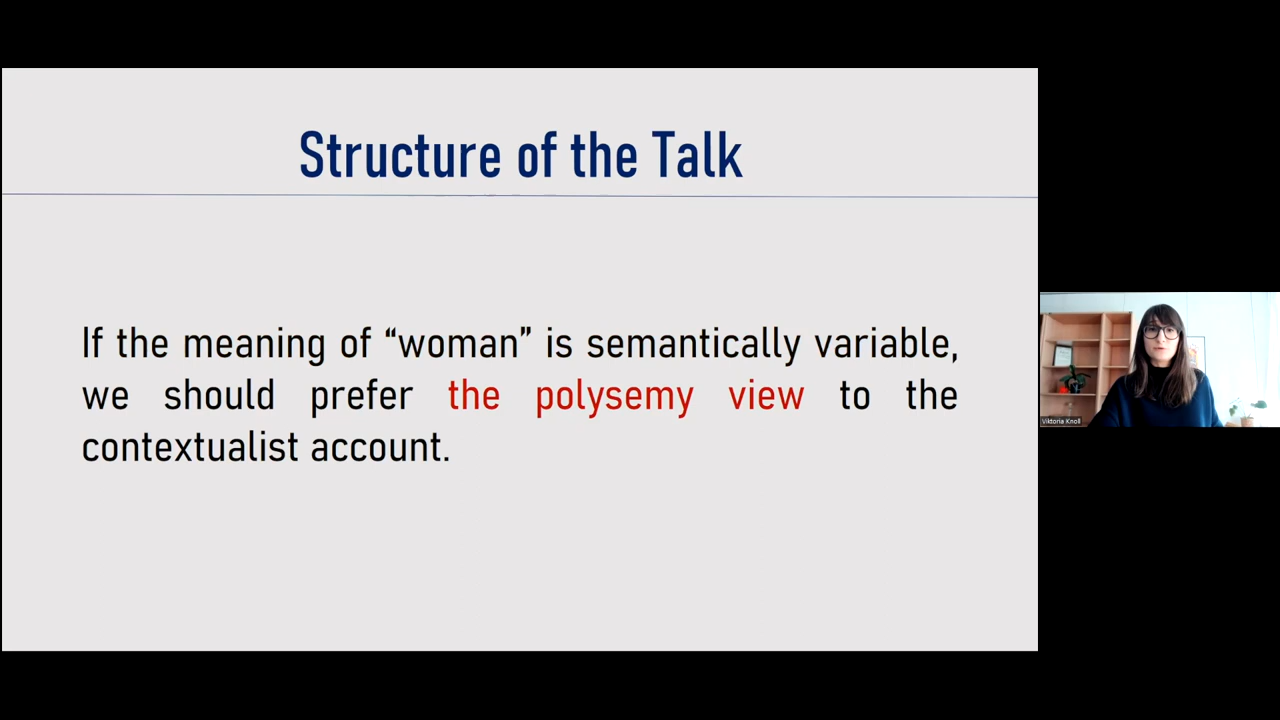 Structure of the Talk
If the meaning of “woman” is semantically variable,
we should prefer the polysemy view to the
contextualist account.
Viktoria Knoll